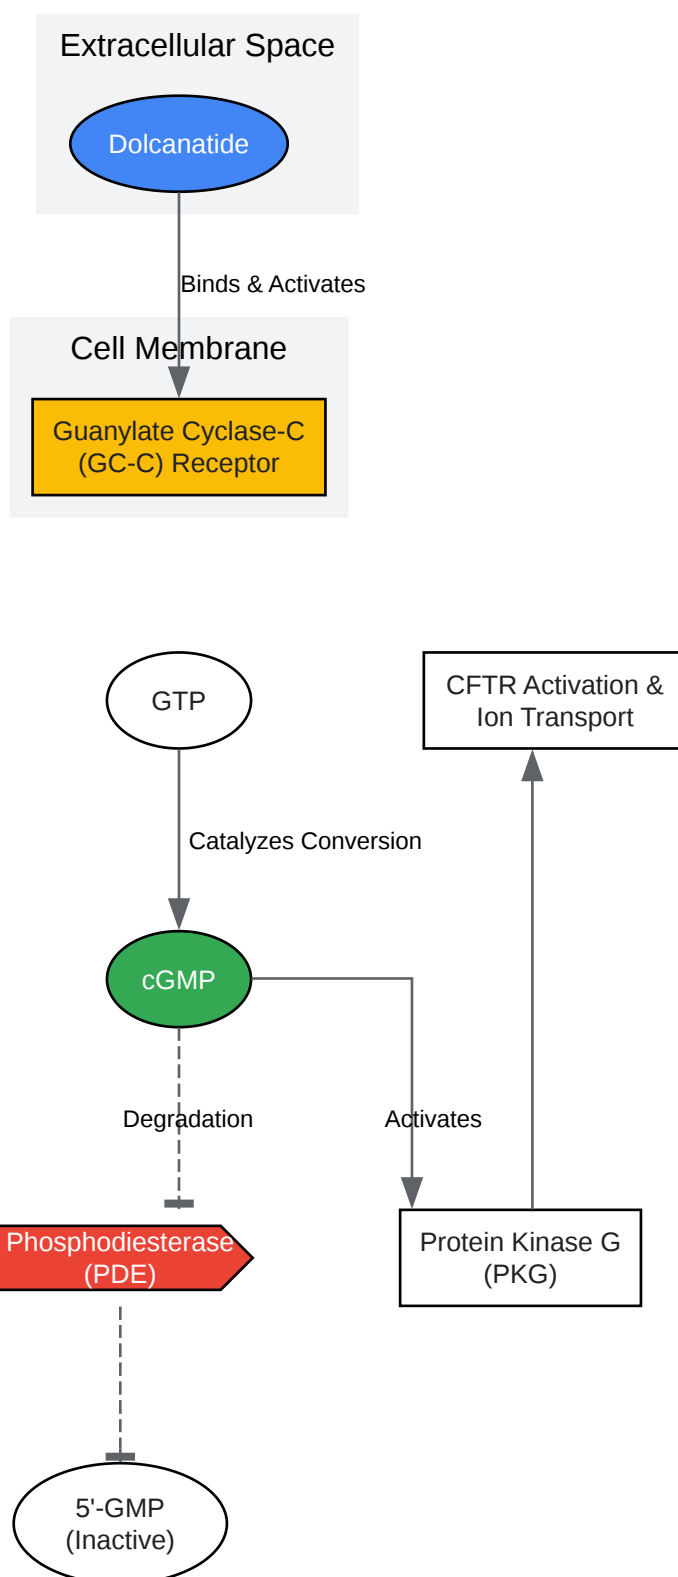 Extracellular Space
Dolcanatide
Binds & Activates
Cell Membrane
Guanylate Cyclase-C
(GC-C) Receptor
GTP
CFTR Activation &
Ion Transport
Catalyzes Conversion
cGMP
Degradation
Activates
Phosphodiesterase
(PDE)
Protein Kinase G
(PKG)
5'-GMP
(Inactive)